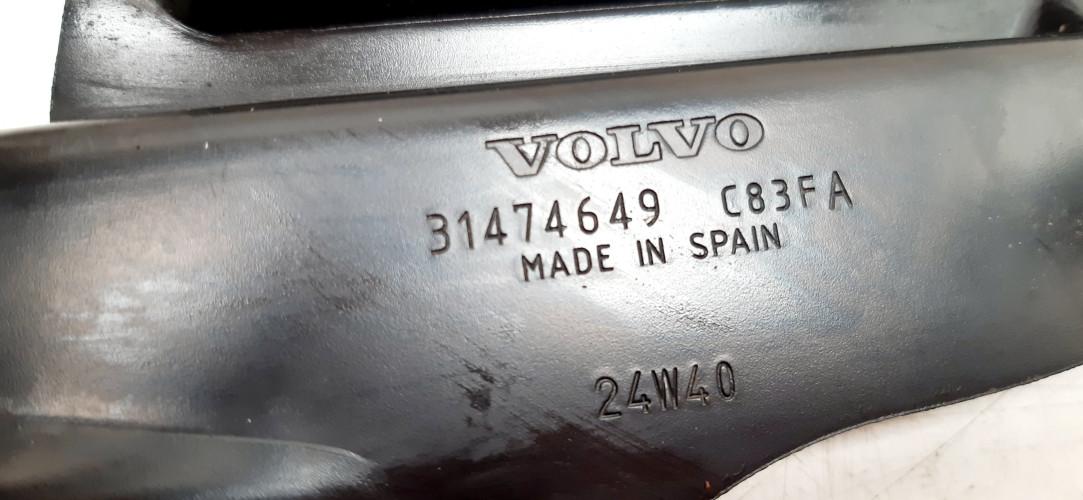 VOLVO
31474649 C83FA
MADE IN SPAIN
24W40